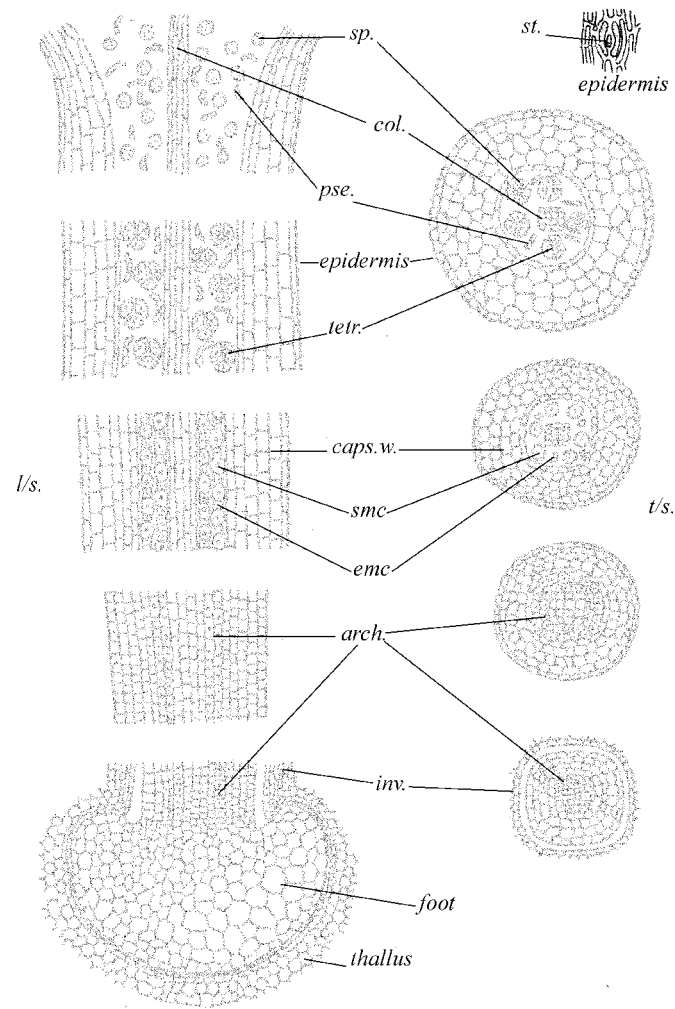 sp.
st.
epidermis
col.
pse.
epidermis
tetr.
caps.w.
l/s.
smc
t/s.
emc
arch.
inv.
foot
thallus